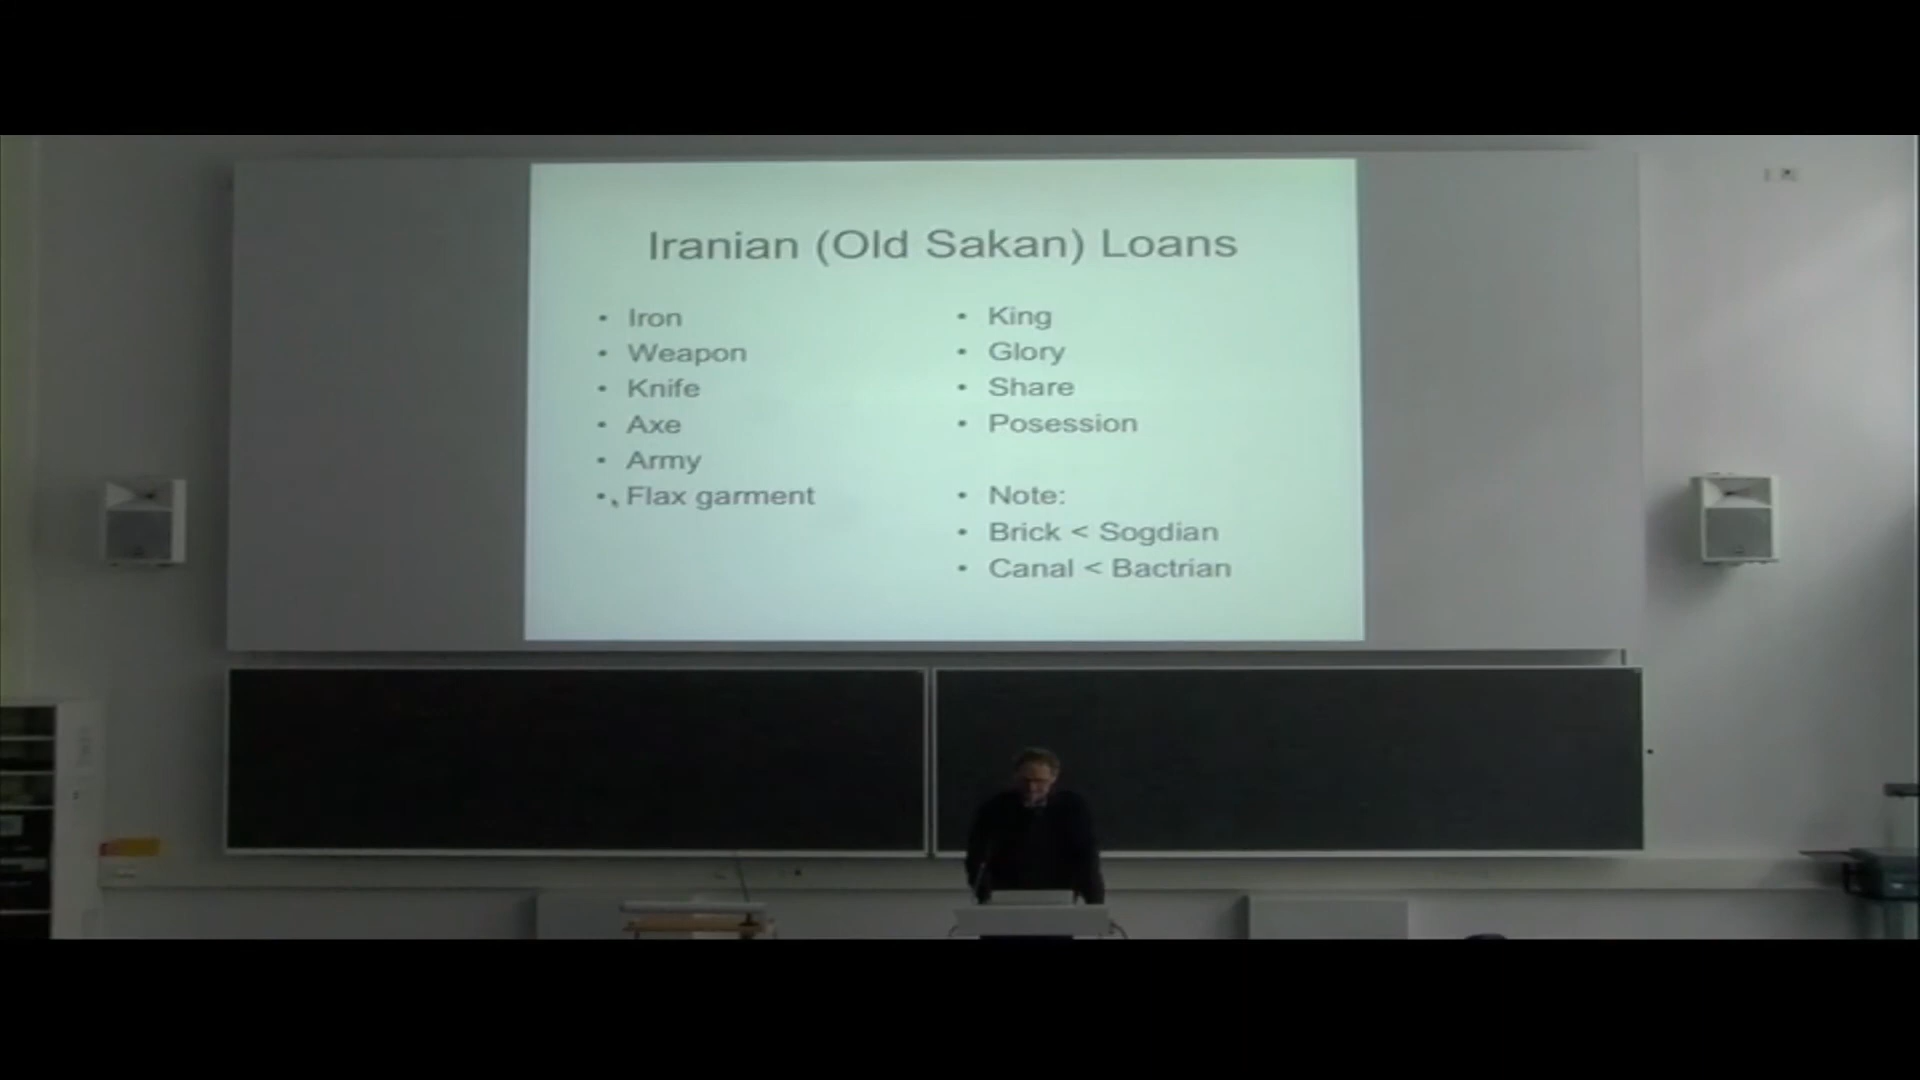 Iranian (Old Sakan) Loans
• Iron
• Weapon
• Knife
• Axe
• Army
• Flax garment
• King
• Glory
• Share
• Posession
• Note:
• Brick < Sogdian
• Canal < Bactrian